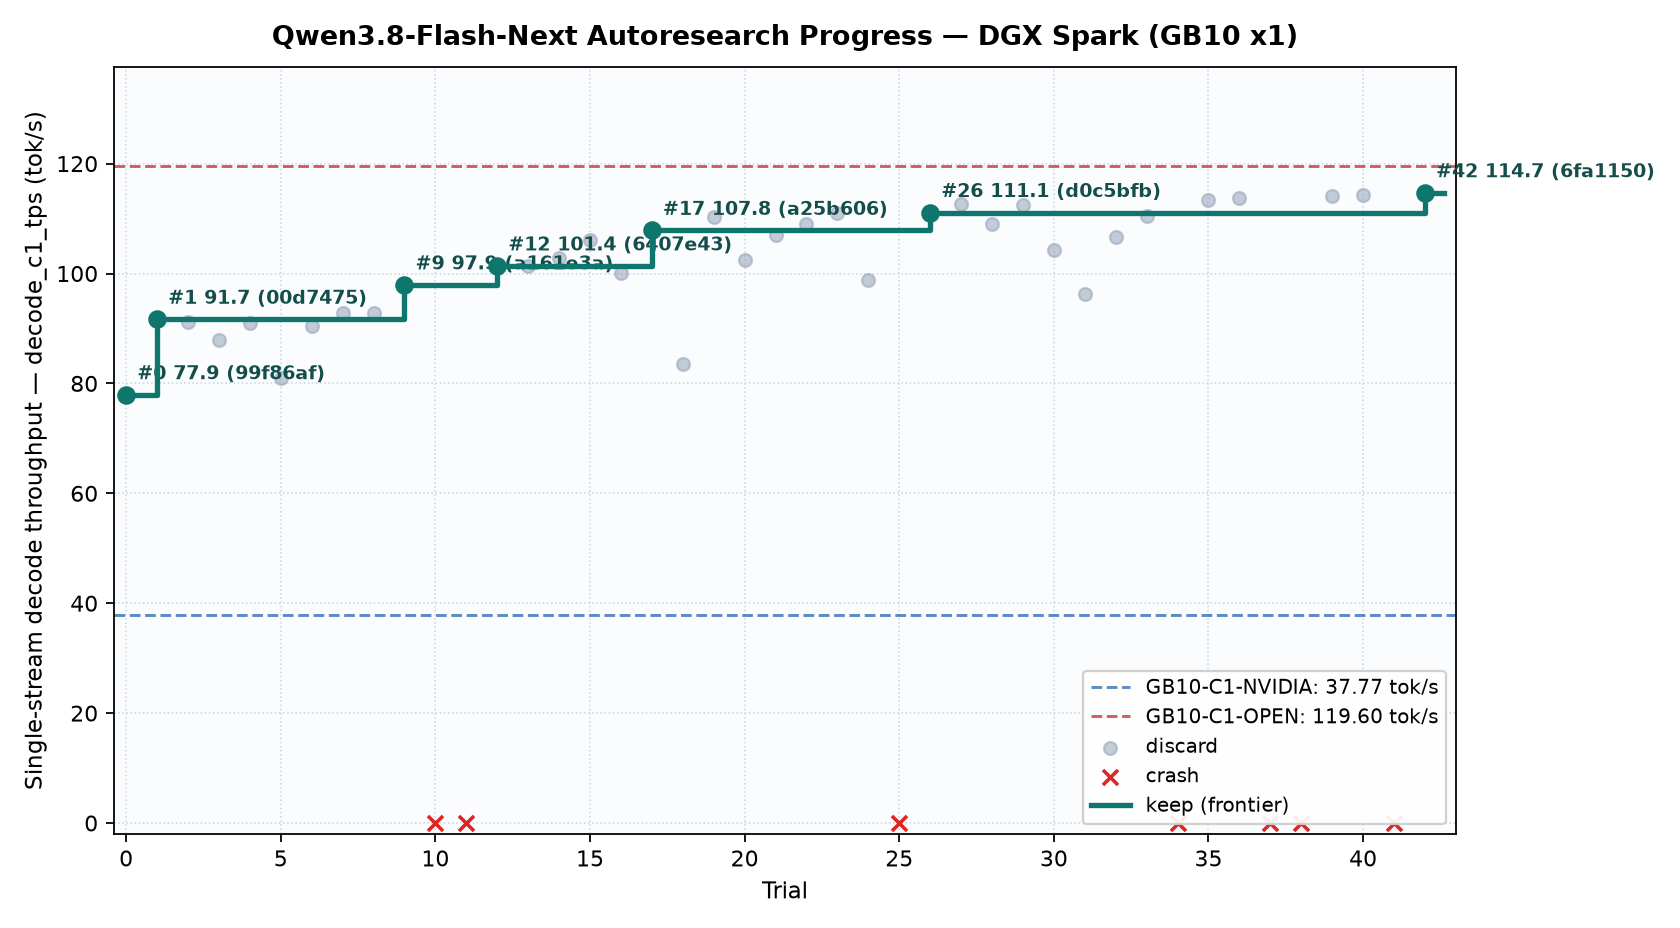 Qwen3.8-Flash-Next Autoresearch Progress — DGX Spark (GB10 x1)
Single-stream decode throughput — decode_c1_tps (tok/s)
120
100
80
60
40
20
0
#0 77.9 (99f86af)
#1 91.7 (00d7475)
#9 97.9 (a161e3a)
#12 101.4 (6407e43)
#17 107.8 (a25b606)
#26 111.1 (d0c5bfb)
#42 114.7 (6fa1150)
GB10-C1-NVIDIA: 37.77 tok/s
GB10-C1-OPEN: 119.60 tok/s
discard
crash
keep (frontier)
0 5 10 15 20 25 30 35 40
Trial